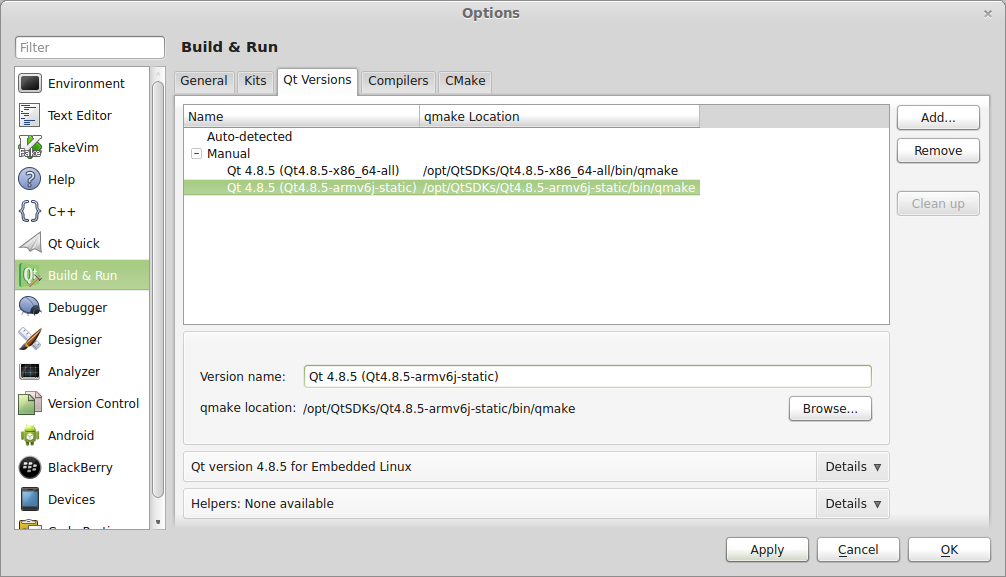 Options
Filter
Build & Run
Environment
Text Editor
FakeVim
Help
C++
Qt Quick
Build & Run
Debugger
Designer
Analyzer
Version Control
Android
BlackBerry
Devices
General Kits Qt Versions Compilers CMake
Name qmake Location
Auto-detected
Manual
Qt 4.8.5 (Qt4.8.5-x86_64-all) /opt/QtSDKs/Qt4.8.5-x86_64-all/bin/qmake
Qt 4.8.5 (Qt4.8.5-armv6j-static) /opt/QtSDKs/Qt4.8.5-armv6j-static/bin/qmake
Add...
Remove
Clean up
Version name: Qt 4.8.5 (Qt4.8.5-armv6j-static)
qmake location: /opt/QtSDKs/Qt4.8.5-armv6j-static/bin/qmake
Browse...
Qt version 4.8.5 for Embedded Linux Details
Helpers: None available Details
Apply Cancel OK